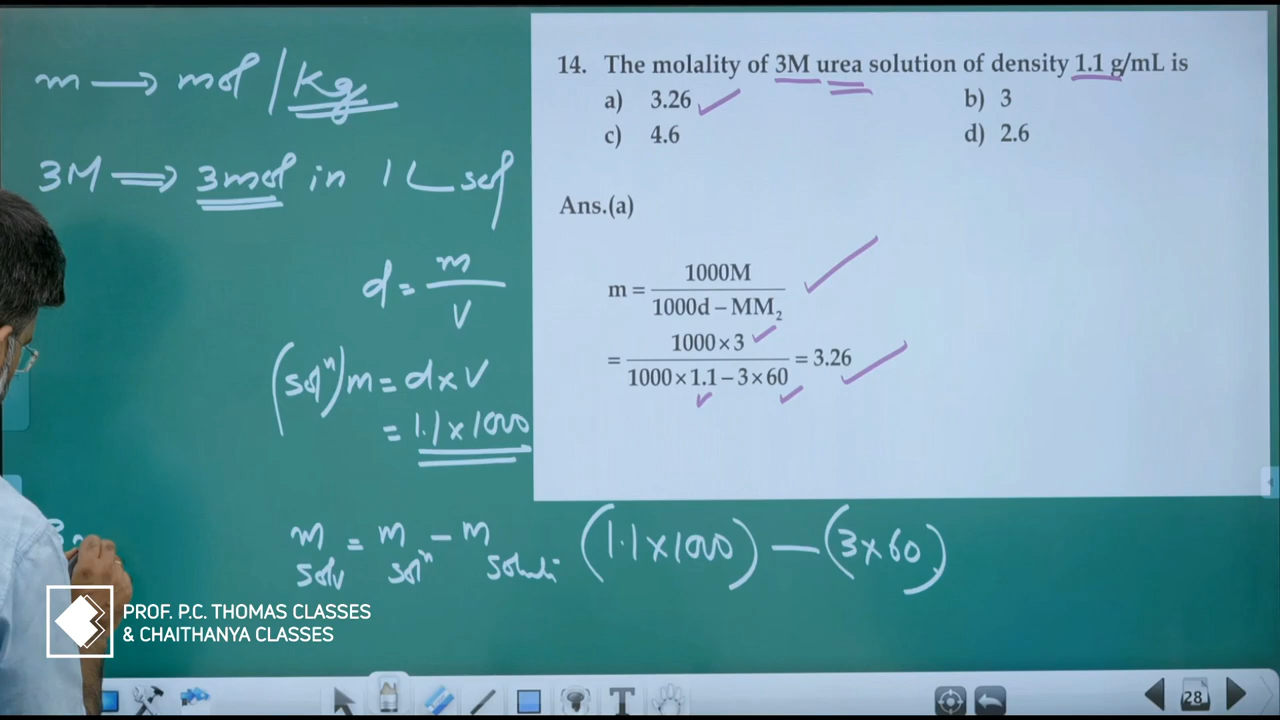 m → mol / Kg
3M ⟹ 3mol in 1L sol
d = m/V
(solⁿ) m = d×V
= 1.1×1000
m solv = m solⁿ − m solute (1.1×1000) − (3×60)
3
14. The molality of 3M urea solution of density 1.1 g/mL is
a) 3.26 b) 3
c) 4.6 d) 2.6
Ans.(a)
m = 1000M / 1000d − MM₂
= 1000 × 3 / 1000 × 1.1 − 3 × 60 = 3.26
PROF. P.C. THOMAS CLASSES
& CHAITHANYA CLASSES
T
28